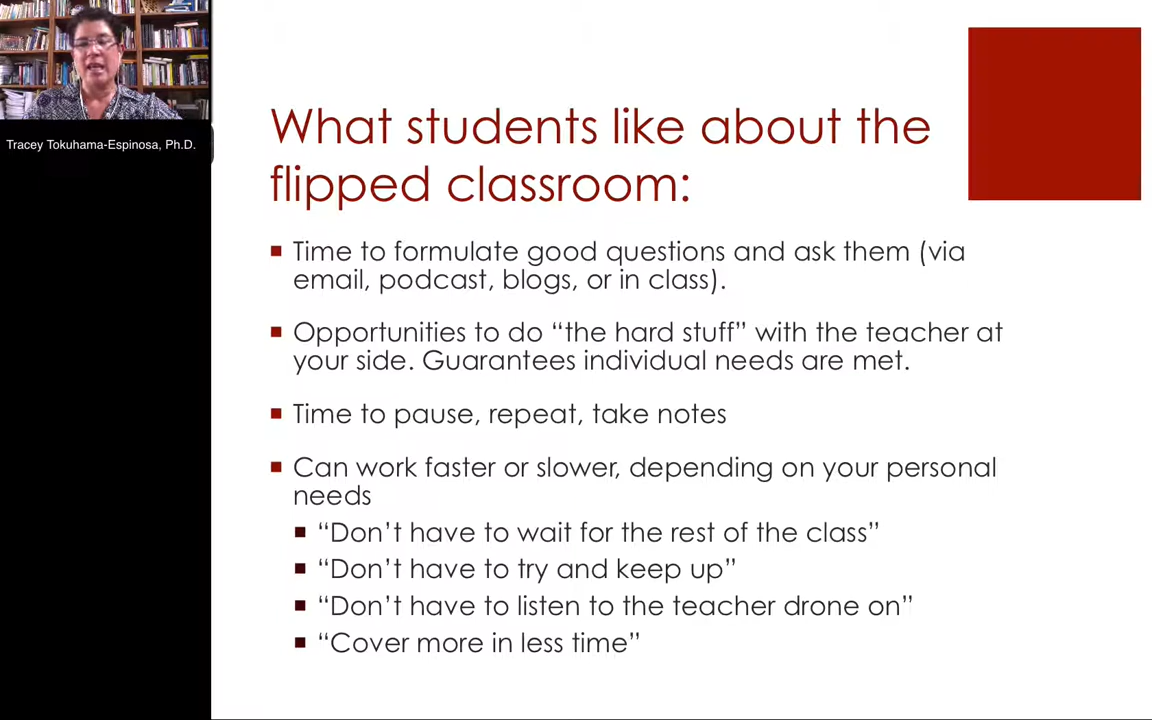 Tracey Tokuhama-Espinosa, Ph.D.
What students like about the
flipped classroom:
Time to formulate good questions and ask them (via
email, podcast, blogs, or in class).
Opportunities to do “the hard stuff” with the teacher at
your side. Guarantees individual needs are met.
Time to pause, repeat, take notes
Can work faster or slower, depending on your personal
needs
“Don’t have to wait for the rest of the class”
“Don’t have to try and keep up”
“Don’t have to listen to the teacher drone on”
“Cover more in less time”